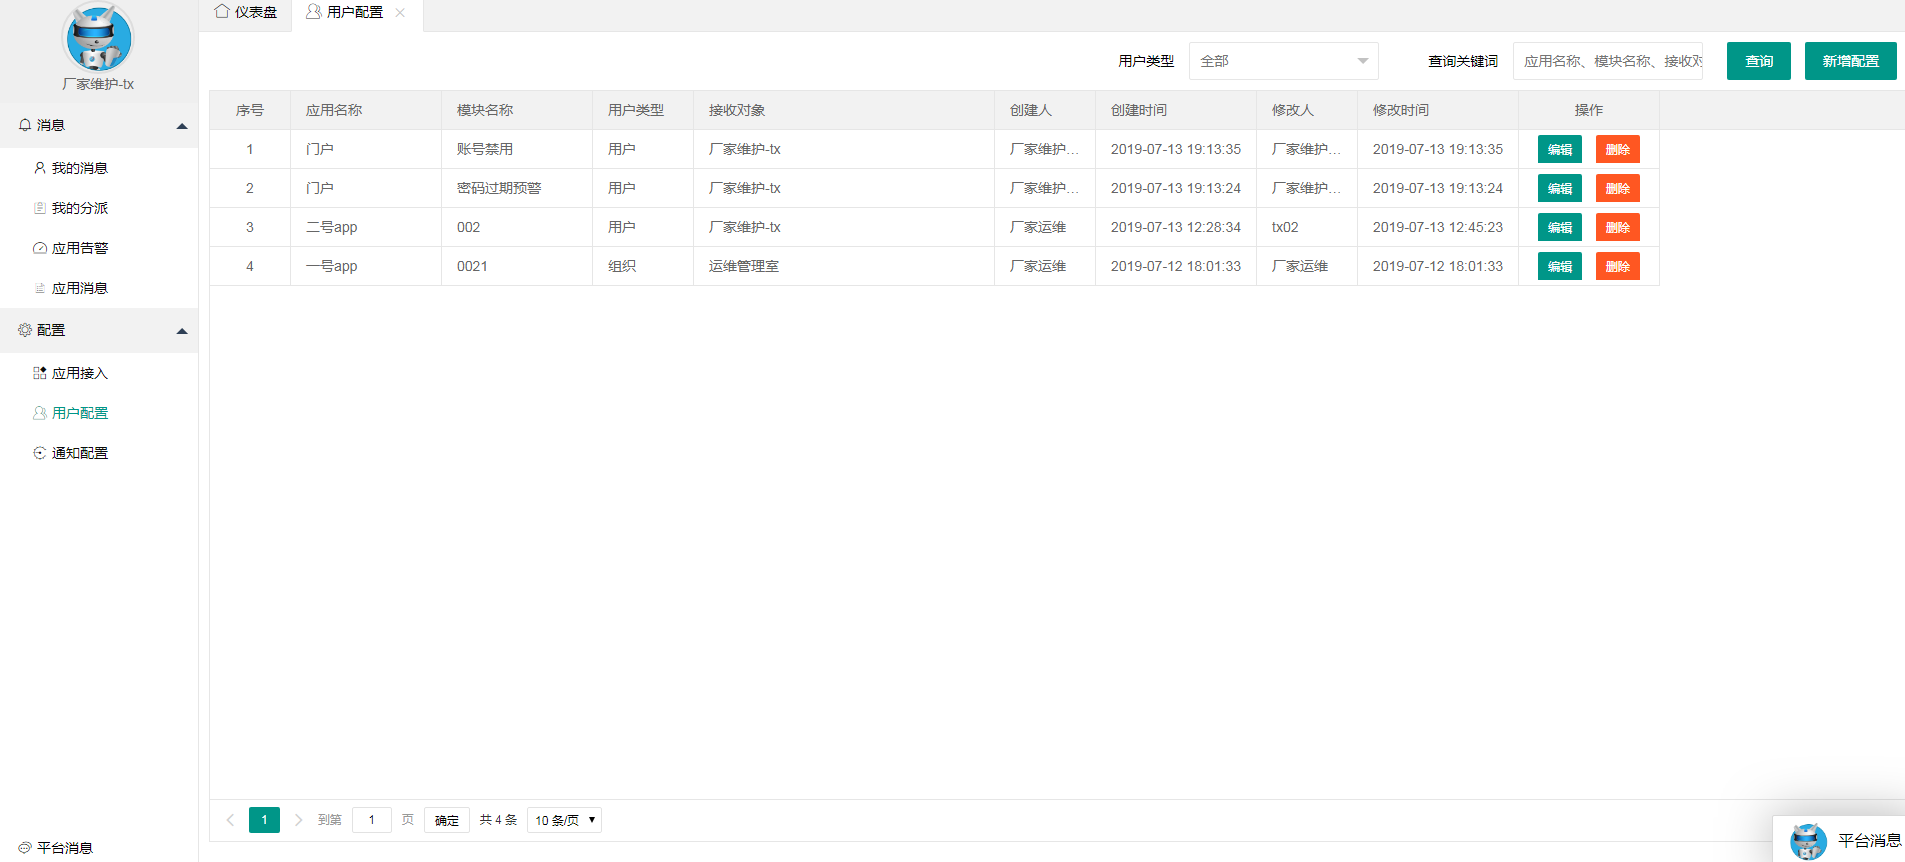 厂家维护-tx
消息
我的消息
我的分派
应用告警
应用消息
配置
应用接入
用户配置
通知配置
平台消息
仪表盘 用户配置
用户类型 全部 查询关键词 应用名称、模块名称、接收对 查询 新增配置
序号 应用名称 模块名称 用户类型 接收对象 创建人 创建时间 修改人 修改时间 操作
1 门户 账号禁用 用户 厂家维护-tx 厂家维护... 2019-07-13 19:13:35 厂家维护... 2019-07-13 19:13:35 编辑 删除
2 门户 密码过期预警 用户 厂家维护-tx 厂家维护... 2019-07-13 19:13:24 厂家维护... 2019-07-13 19:13:24 编辑 删除
3 二号app 002 用户 厂家维护-tx 厂家运维 2019-07-13 12:28:34 tx02 2019-07-13 12:45:23 编辑 删除
4 一号app 0021 组织 运维管理室 厂家运维 2019-07-12 18:01:33 厂家运维 2019-07-12 18:01:33 编辑 删除
1 到第 1 页 确定 共 4 条 10 条/页
平台消息